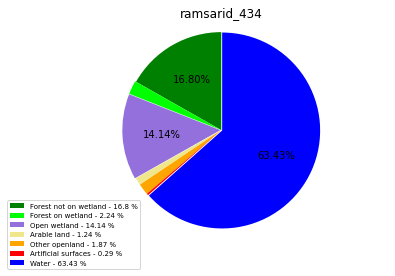 ramsarid_434
16.80%
14.14%
63.43%
Forest not on wetland - 16.8 %
Forest on wetland - 2.24 %
Open wetland - 14.14 %
Arable land - 1.24 %
Other openland - 1.87 %
Artificial surfaces - 0.29 %
Water - 63.43 %